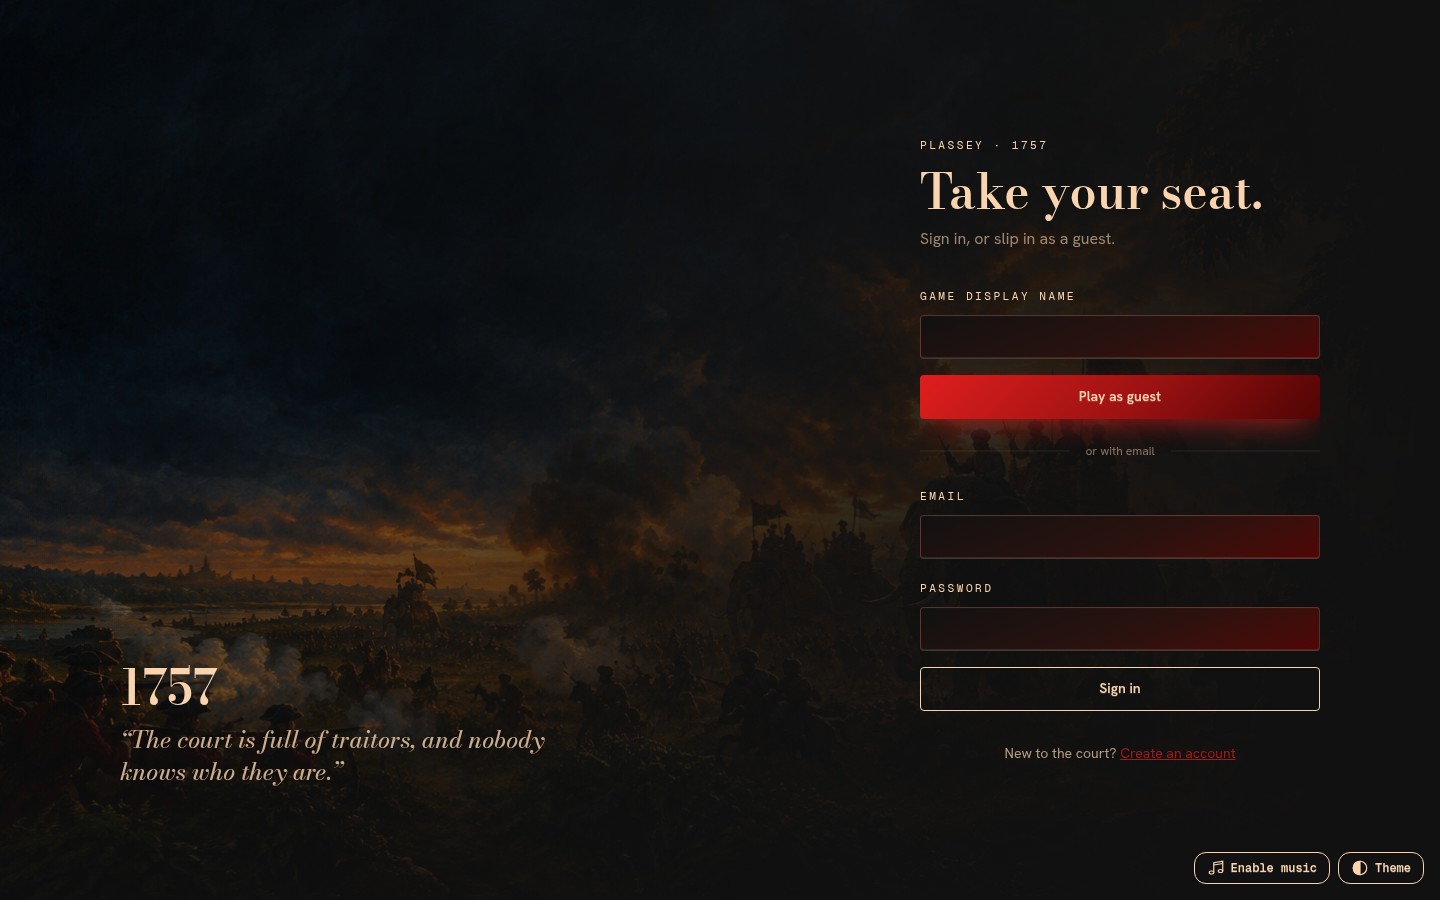 PLASSEY · 1757
Take your seat.
Sign in, or slip in as a guest.
GAME DISPLAY NAME
Play as guest
or with email
EMAIL
PASSWORD
Sign in
New to the court? Create an account
1757
“The court is full of traitors, and nobody
knows who they are.”
Enable music
Theme